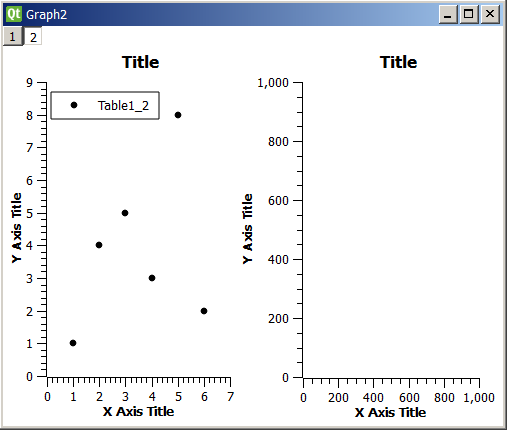 Qt Graph2
1 2
Title
9
8
7
6
5
4
3
2
1
0
Y Axis Title
Table1_2
0 1 2 3 4 5 6 7
X Axis Title
Title
1,000
800
600
400
200
0
Y Axis Title
0 200 400 600 800 1,000
X Axis Title